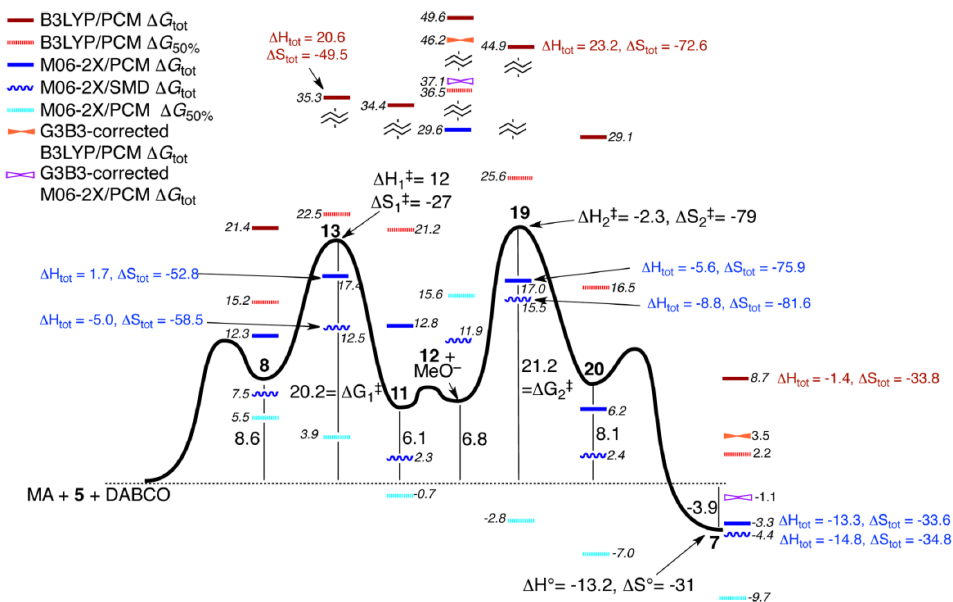 B3LYP/PCM ΔGtot
B3LYP/PCM ΔG50%
M06-2X/PCM ΔGtot
M06-2X/SMD ΔGtot
M06-2X/PCM ΔG50%
G3B3-corrected
B3LYP/PCM ΔGtot
G3B3-corrected
M06-2X/PCM ΔGtot
ΔHtot = 20.6
ΔStot = -49.5
35.3
34.4
49.6
46.2
37.1
36.5
29.6
44.9
ΔHtot = 23.2, ΔStot = -72.6
29.1
25.6
ΔH1‡= 12
ΔS1‡= -27
22.5
13
21.4
21.2
19
ΔH2‡= -2.3, ΔS2‡= -79
ΔHtot = 1.7, ΔStot = -52.8
17.4
ΔHtot = -5.6, ΔStot = -75.9
17.0
16.5
15.2
15.6
ΔHtot = -8.8, ΔStot = -81.6
15.5
ΔHtot = -5.0, ΔStot = -58.5
12.5
12.3
12.8
11.9
8
12 +
MeO–
21.2
=ΔG2‡
20
20.2= ΔG1‡
11
8.7
ΔHtot = -1.4, ΔStot = -33.8
7.5
5.5
6.2
8.6
3.9
6.1
6.8
8.1
3.5
2.3
2.4
2.2
MA + 5 + DABCO
-0.7
-1.1
-3.9
-2.8
-3.3
ΔHtot = -13.3, ΔStot = -33.6
7
-4.4
ΔHtot = -14.8, ΔStot = -34.8
-7.0
ΔH°= -13.2, ΔS°= -31
-9.7